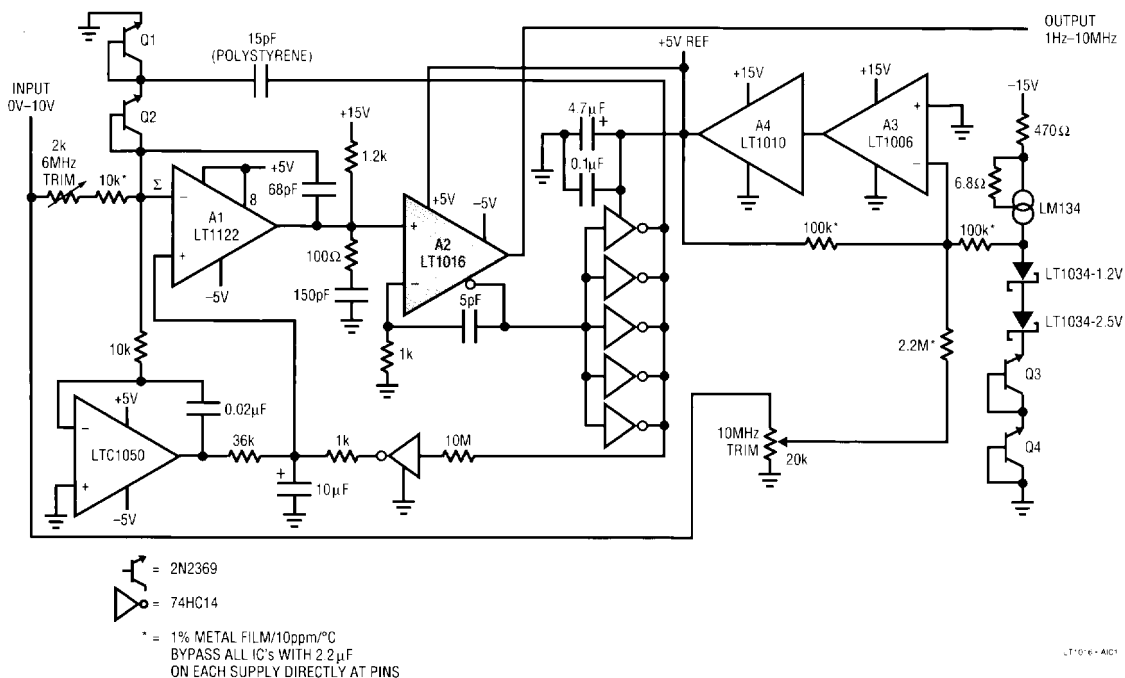 OUTPUT
1Hz–10MHz
Q1
15pF
(POLYSTYRENE)
+5V REF
INPUT
0V–10V
Q2
+15V
4.7µF
+
+15V
A4
LT1010
+15V
A3
LT1006
+
−
−15V
470Ω
6.8Ω
LM134
2k
6MHz
TRIM
10k*
Σ
+5V
8
68pF
1.2k
0.1µF
−
A1
LT1122
+
−5V
+5V
−5V
+
A2
LT1016
−
100Ω
150pF
5pF
1k
100k*
100k*
LT1034-1.2V
LT1034-2.5V
2.2M*
Q3
Q4
10k
+5V
0.02µF
−
LTC1050
+
−5V
36k
1k
10M
+
10µF
10MHz
TRIM
20k
= 2N2369
= 74HC14
* = 1% METAL FILM/10ppm/°C
BYPASS ALL IC's WITH 2.2µF
ON EACH SUPPLY DIRECTLY AT PINS